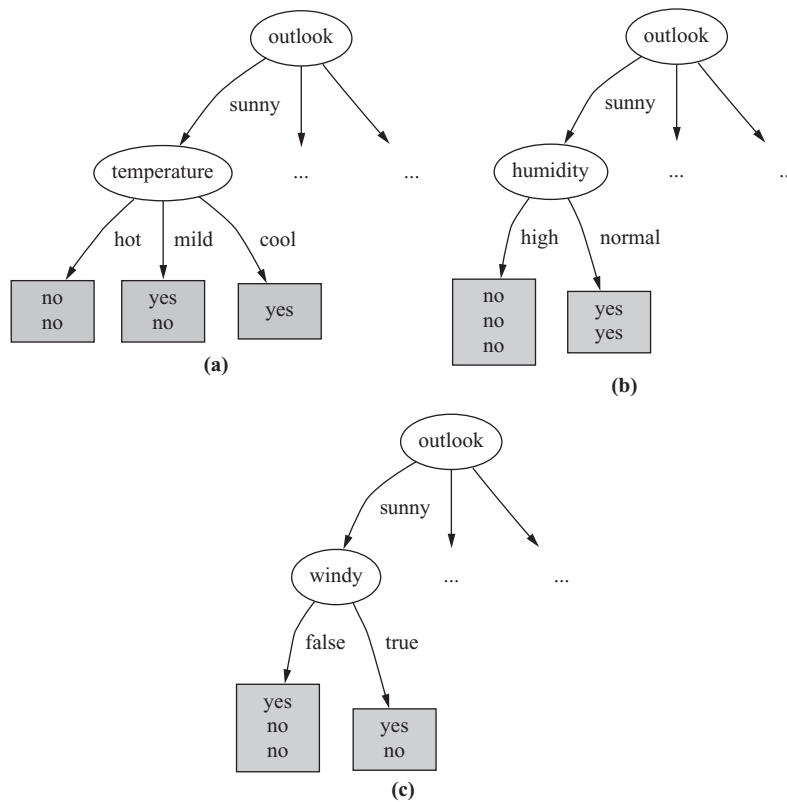 outlook
sunny
temperature
...
...
hot
mild
cool
no
no
yes
no
yes
(a)
outlook
sunny
humidity
...
...
high
normal
no
no
no
yes
yes
(b)
outlook
sunny
windy
...
...
false
true
yes
no
no
yes
no
(c)